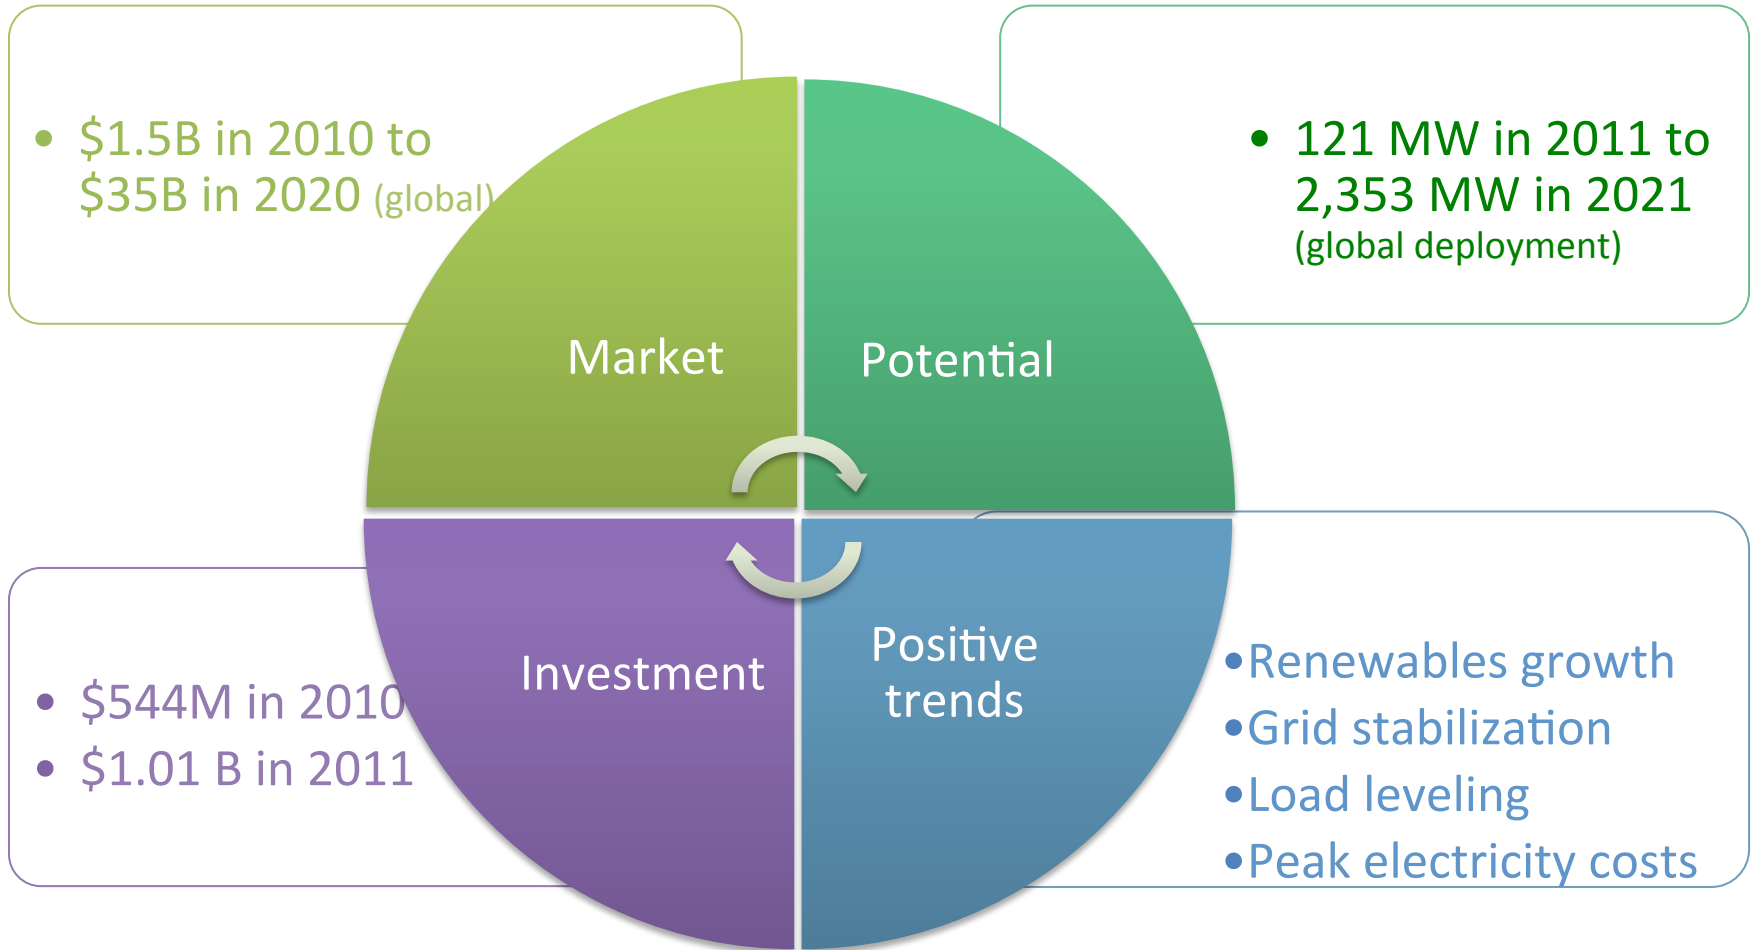 • $1.5B in 2010 to
$35B in 2020 (global)
Market
• 121 MW in 2011 to
2,353 MW in 2021
(global deployment)
Potential
• $544M in 2010
• $1.01 B in 2011
Investment
Positive
trends
•Renewables growth
•Grid stabilization
•Load leveling
•Peak electricity costs